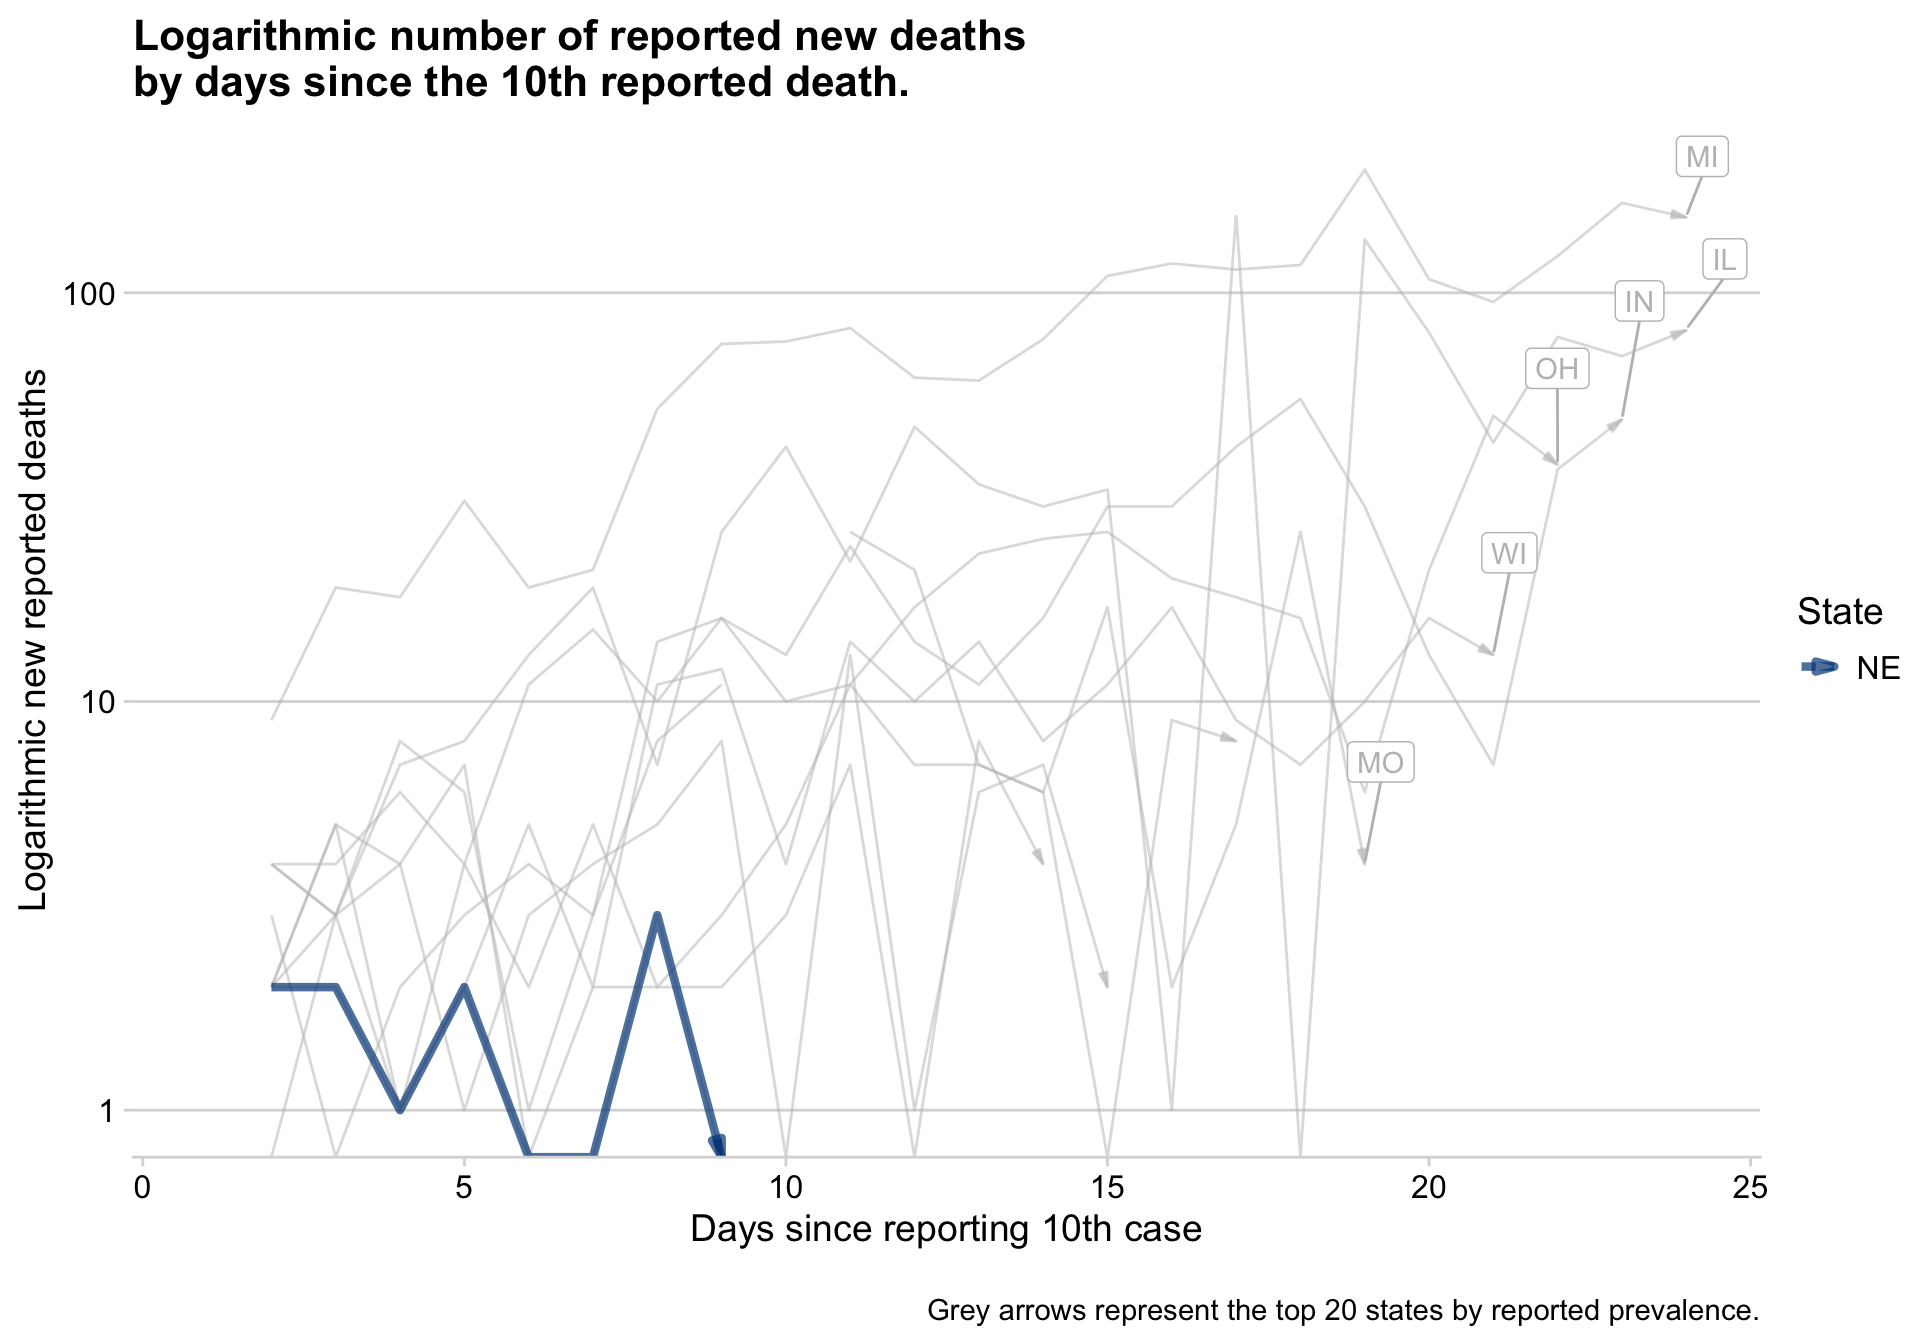 Logarithmic number of reported new deaths
by days since the 10th reported death.
MI
IL
IN
100
OH
WI
10
MO
1
Logarithmic new reported deaths
State
NE
0 5 10 15 20 25
Days since reporting 10th case
Grey arrows represent the top 20 states by reported prevalence.